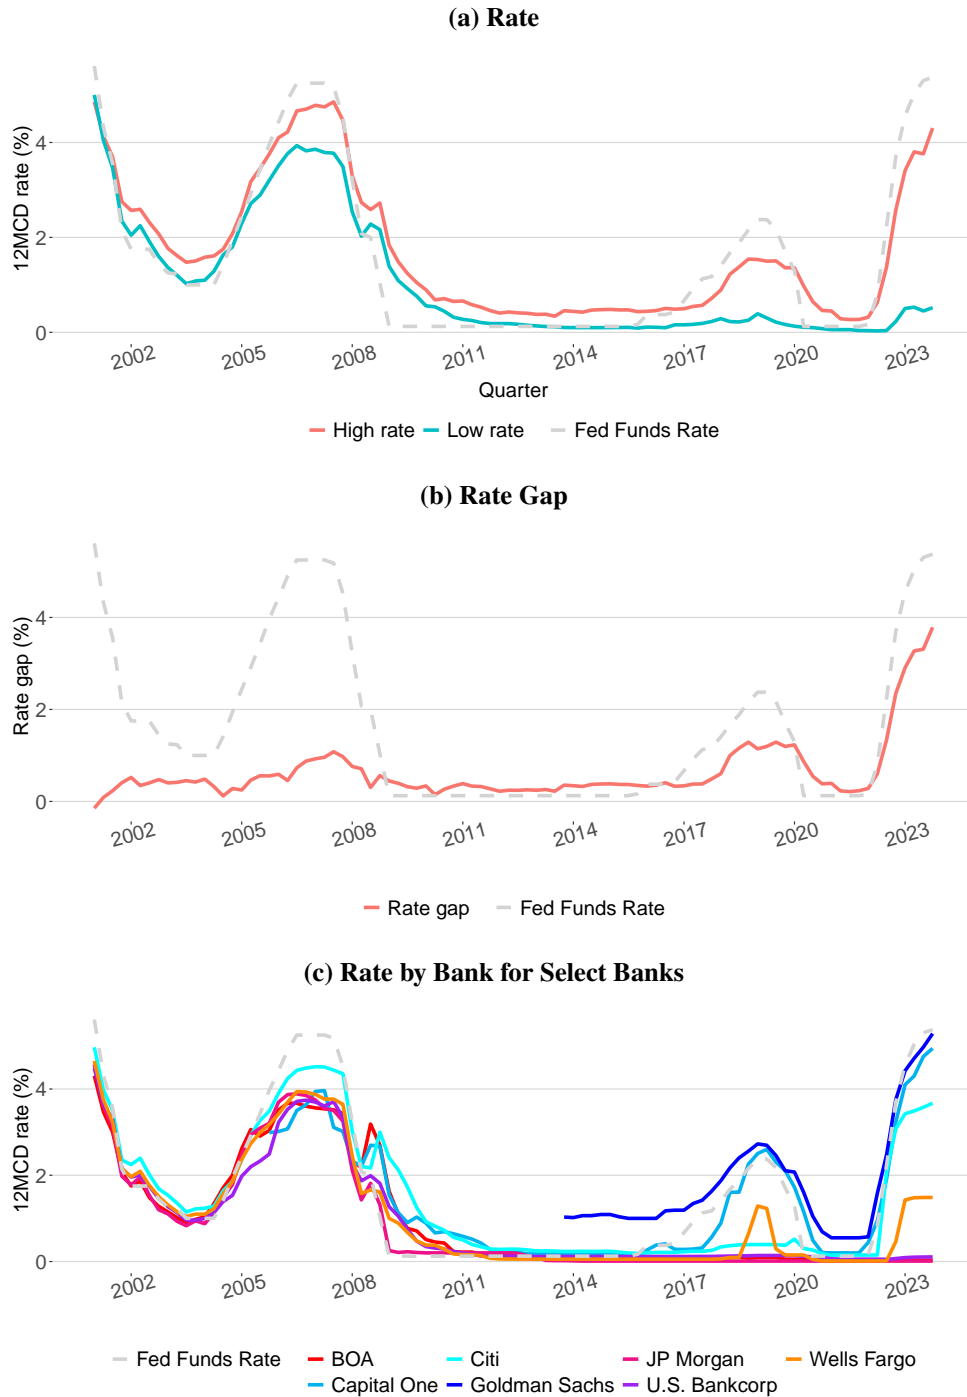 (a) Rate
12MCD rate (%)
4
2
0
2002 2005 2008 2011 2014 2017 2020 2023
Quarter
High rate Low rate Fed Funds Rate
(b) Rate Gap
Rate gap (%)
4
2
0
2002 2005 2008 2011 2014 2017 2020 2023
Rate gap Fed Funds Rate
(c) Rate by Bank for Select Banks
12MCD rate (%)
4
2
0
2002 2005 2008 2011 2014 2017 2020 2023
Fed Funds Rate BOA Citi JP Morgan Wells Fargo
Capital One Goldman Sachs U.S. Bankcorp